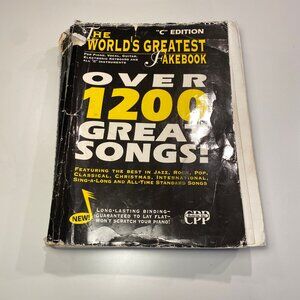 "C" EDITION
THE
WORLD'S GREATEST
FAKEBOOK
FOR PIANO, VOCAL, GUITAR,
ELECTRONIC KEYBOARD AND
ALL "C" INSTRUMENTS
OVER
1200
GREAT
SONGS!
FEATURING THE BEST IN JAZZ, ROCK, POP,
CLASSICAL, CHRISTMAS, INTERNATIONAL,
SING-A-LONG AND ALL-TIME STANDARD SONGS
NEW!
LONG-LASTING BINDING–
GUARANTEED TO LAY FLAT–
WON'T SCRATCH YOUR PIANO!
CPP